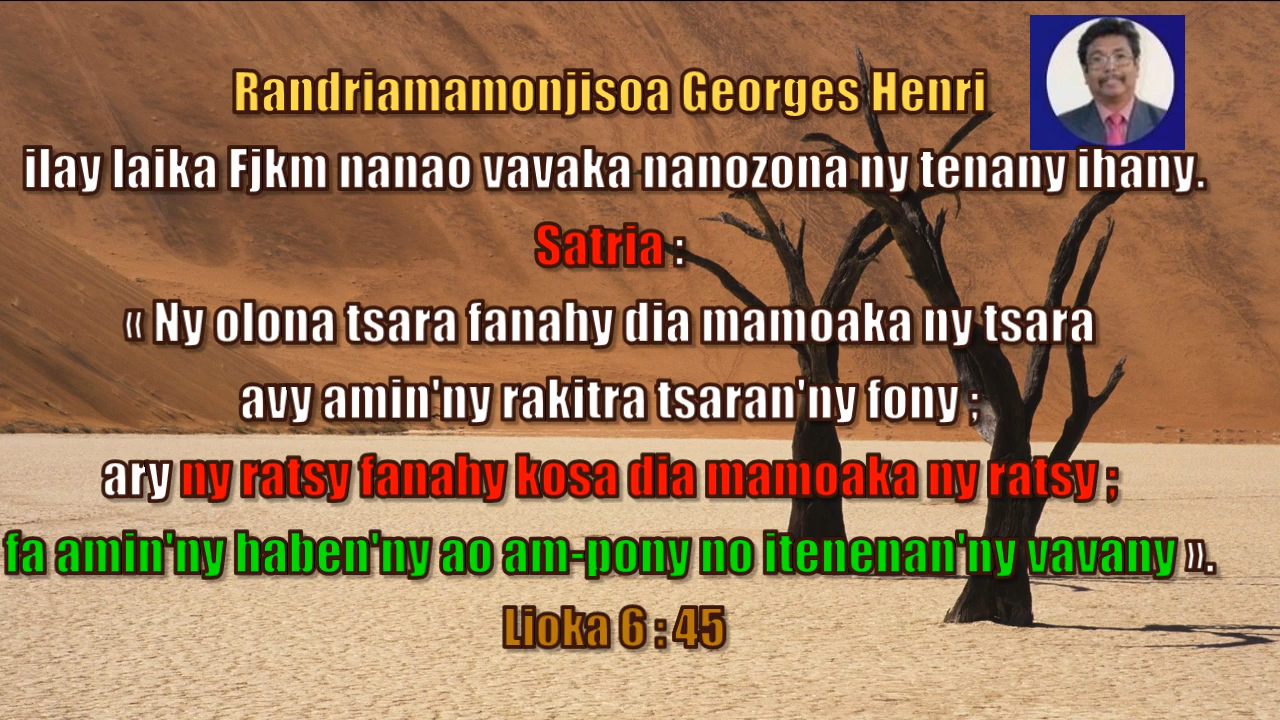 Randriamamonjisoa Georges Henri
ilay laika Fjkm nanao vavaka nanozona ny tenany ihany.
Satria :
« Ny olona tsara fanahy dia mamoaka ny tsara
avy amin'ny rakitra tsaran'ny fony ;
ary ny ratsy fanahy kosa dia mamoaka ny ratsy ;
fa amin'ny haben'ny ao am-pony no itenenan'ny vavany ».
Lioka 6 : 45